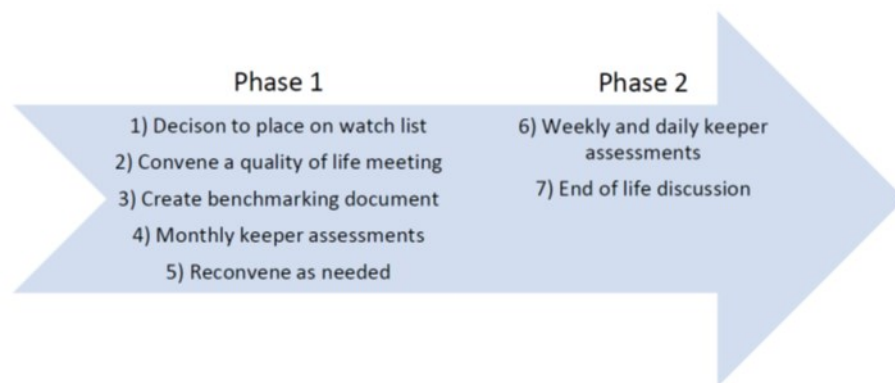 Phase 1
1) Decison to place on watch list
2) Convene a quality of life meeting
3) Create benchmarking document
4) Monthly keeper assessments
5) Reconvene as needed
Phase 2
6) Weekly and daily keeper
assessments
7) End of life discussion